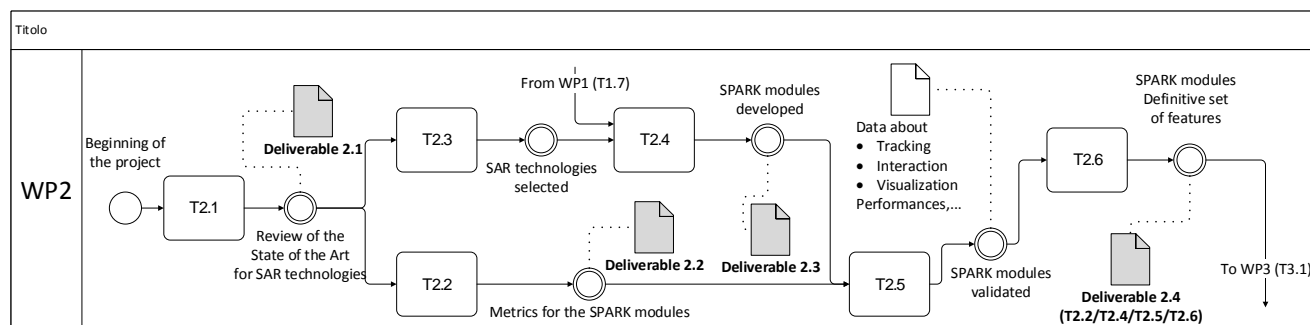 Titolo
WP2
Beginning of
the project
T2.1
Deliverable 2.1
Review of the
State of the Art
for SAR technologies
T2.3
SAR technologies
selected
From WP1 (T1.7)
T2.4
SPARK modules
developed
Deliverable 2.3
T2.2
Metrics for the SPARK modules
Deliverable 2.2
T2.5
Data about
• Tracking
• Interaction
• Visualization
Performances,...
SPARK modules
validated
T2.6
SPARK modules
Definitive set
of features
Deliverable 2.4
(T2.2/T2.4/T2.5/T2.6)
To WP3 (T3.1)